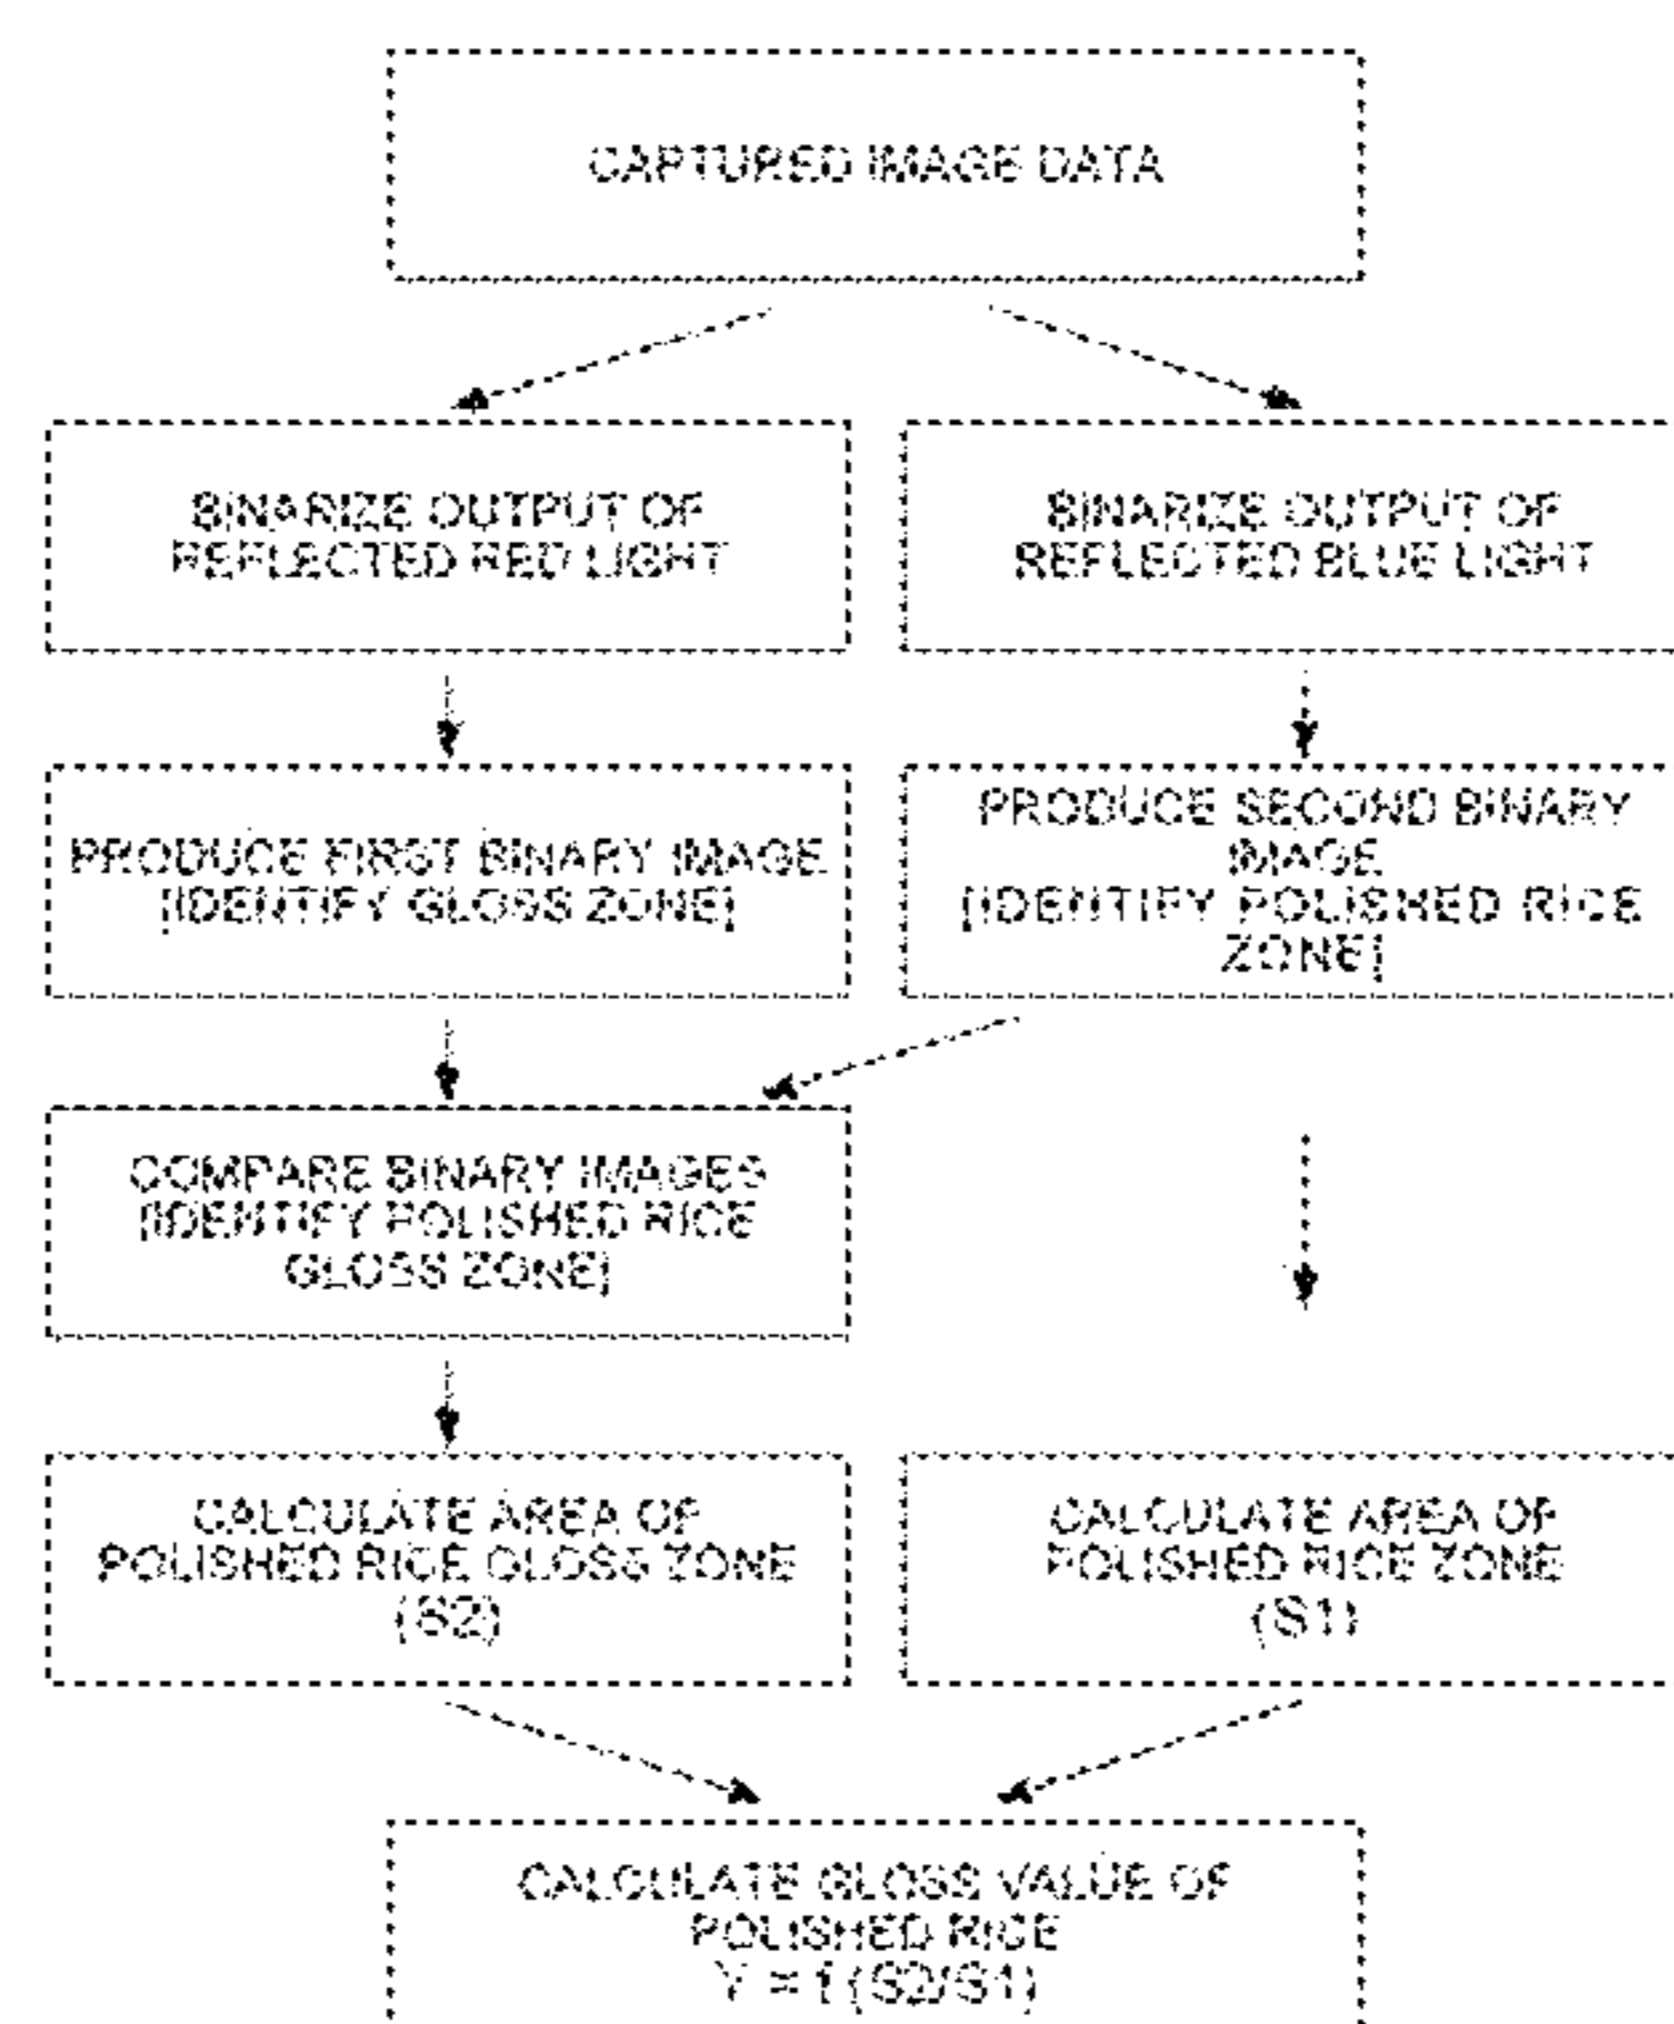 CAPTURED IMAGE DATA
BINARIZE OUTPUT OF
REFLECTED RED LIGHT
BINARIZE OUTPUT OF
REFLECTED BLUE LIGHT
PRODUCE FIRST BINARY IMAGE
[IDENTIFY GLOSS ZONE]
PRODUCE SECOND BINARY
IMAGE
[IDENTIFY POLISHED RICE
ZONE]
COMPARE BINARY IMAGES
[IDENTIFY POLISHED RICE
GLOSS ZONE]
CALCULATE AREA OF
POLISHED RICE GLOSS ZONE
(S2)
CALCULATE AREA OF
POLISHED RICE ZONE
(S1)
CALCULATE GLOSS VALUE OF
POLISHED RICE
Y = f (S2/S1)